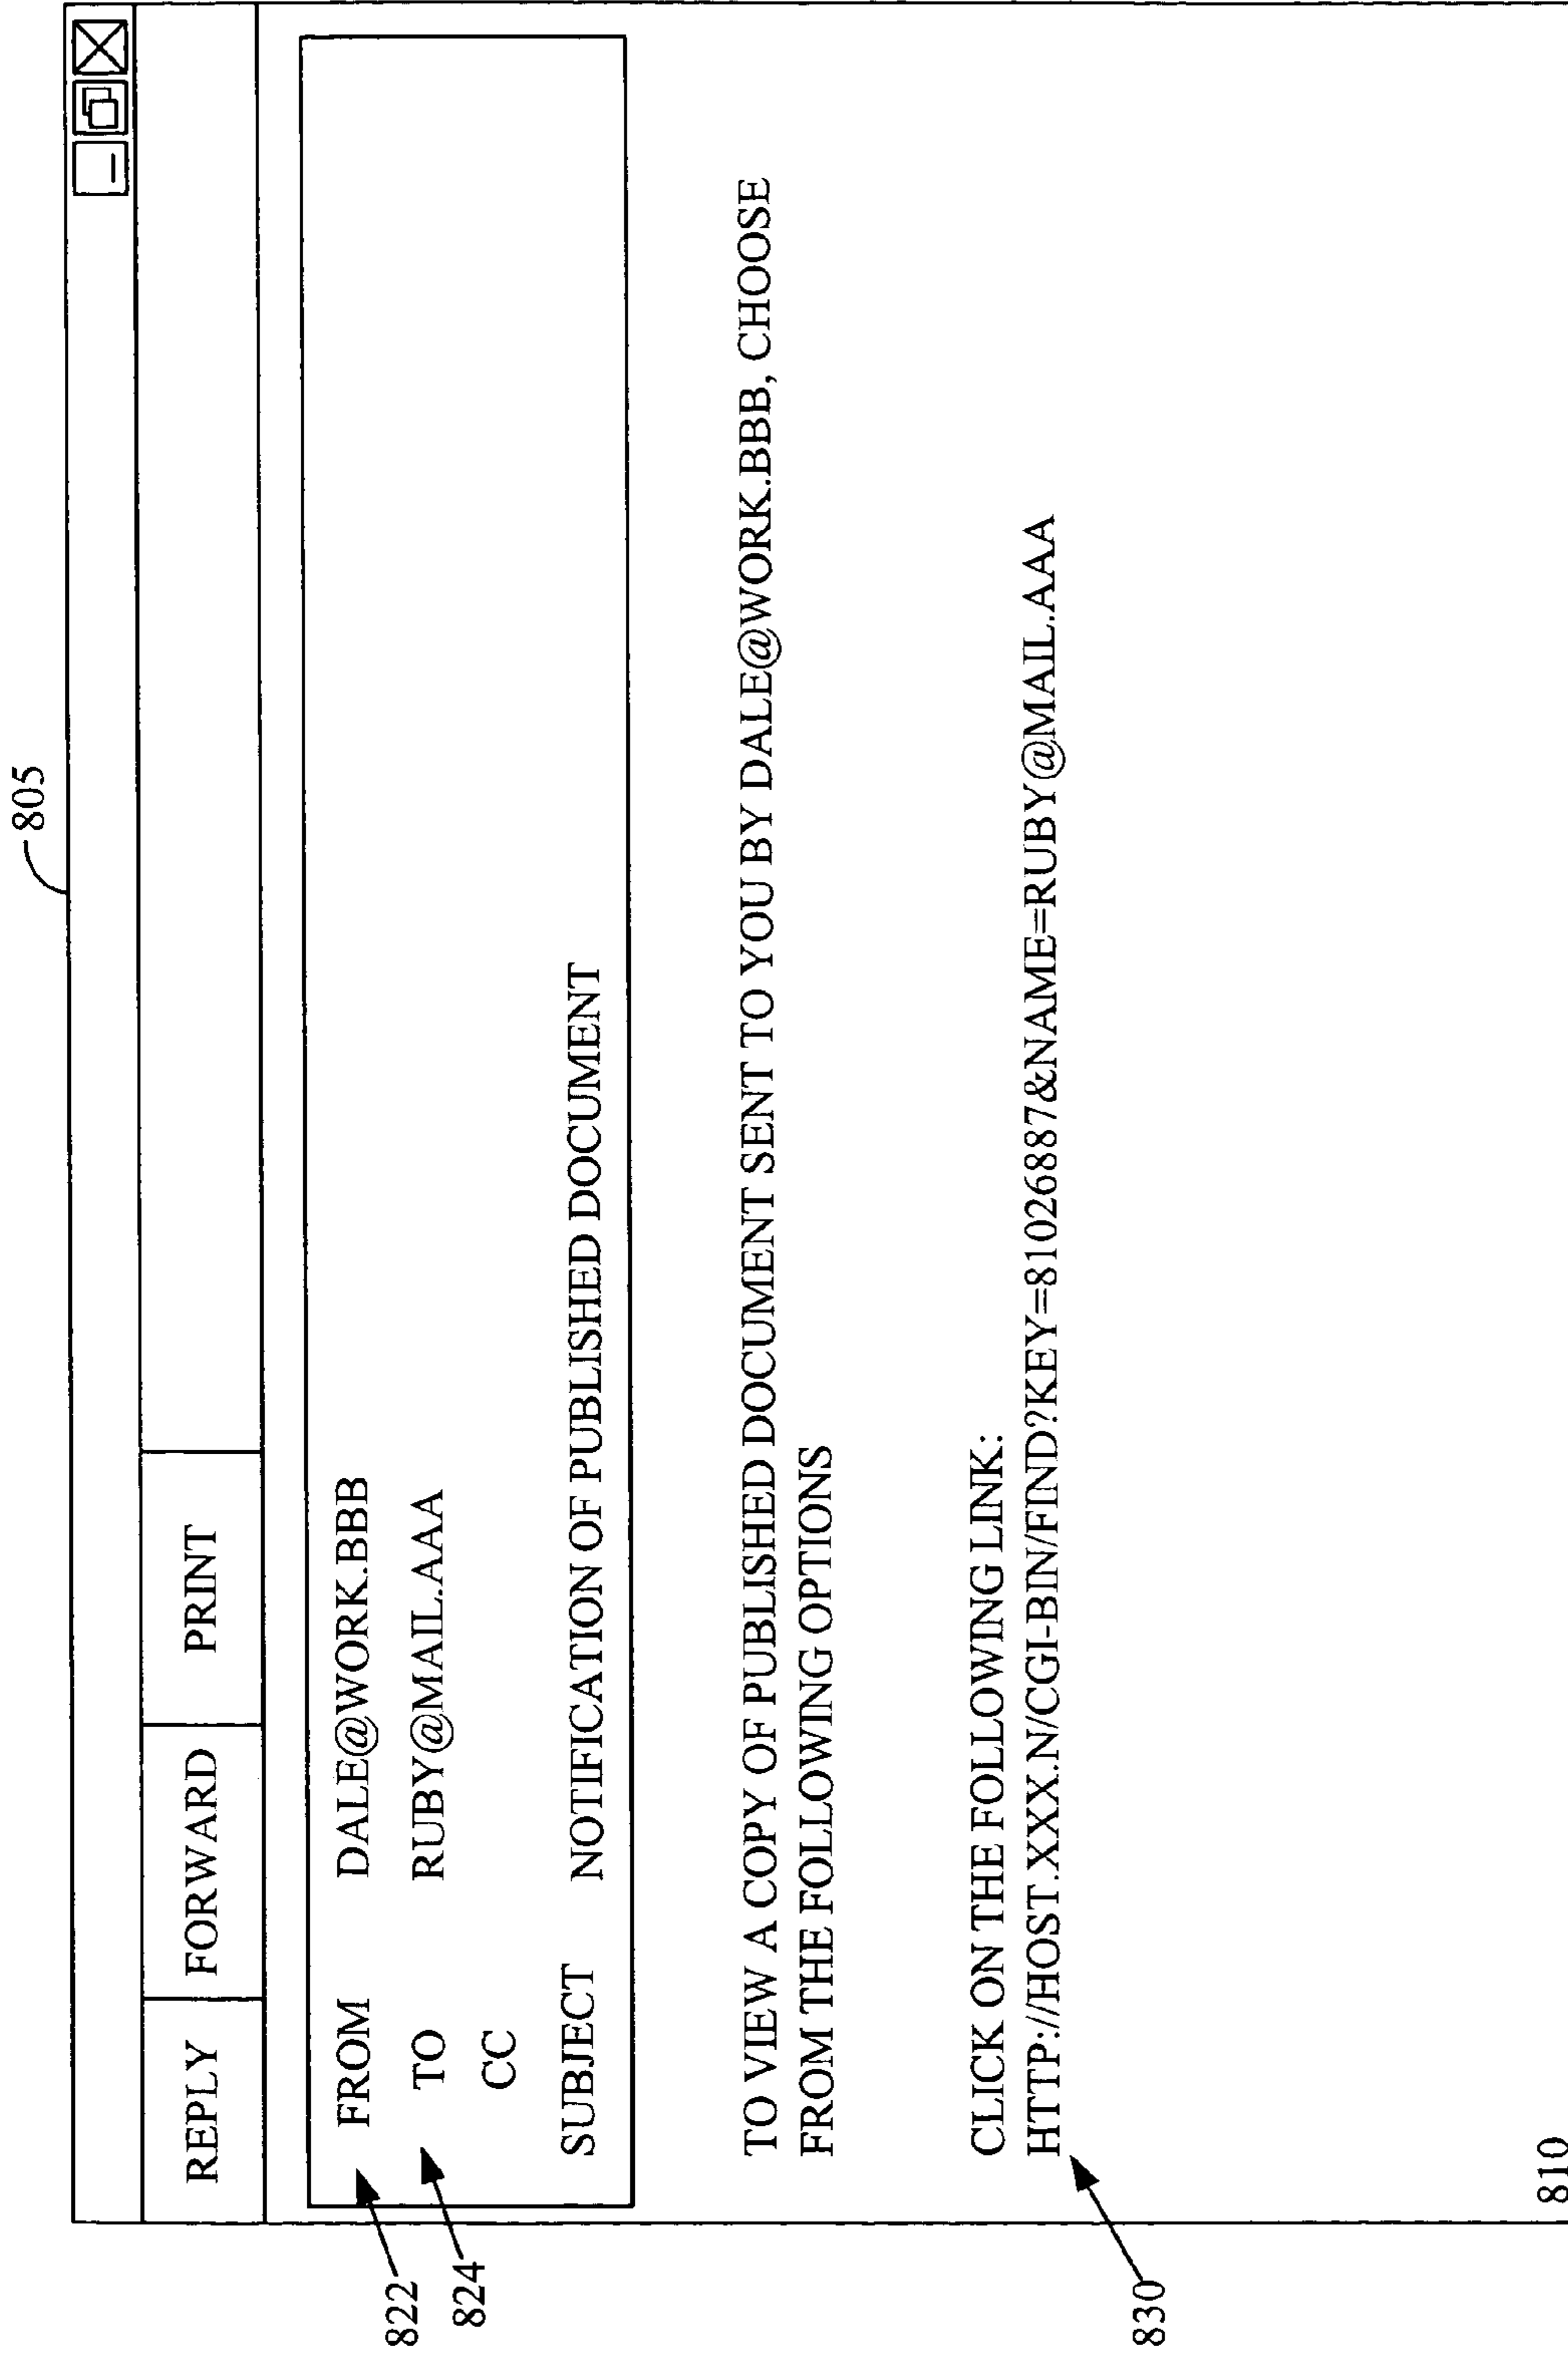 805
REPLY FORWARD PRINT
822
FROM DALE@WORK.BBB
824
TO RUBY@MAIL.AAA
CC
SUBJECT NOTIFICATION OF PUBLISHED DOCUMENT
TO VIEW A COPY OF PUBLISHED DOCUMENT SENT TO YOU BY DALE@WORK.BBB, CHOOSE
FROM THE FOLLOWING OPTIONS
CLICK ON THE FOLLOWING LINK:
HTTP://HOST.XXX.N/CGI-BIN/FIND?KEY=81026887&NAME=RUBY@MAIL.AAA
830
810